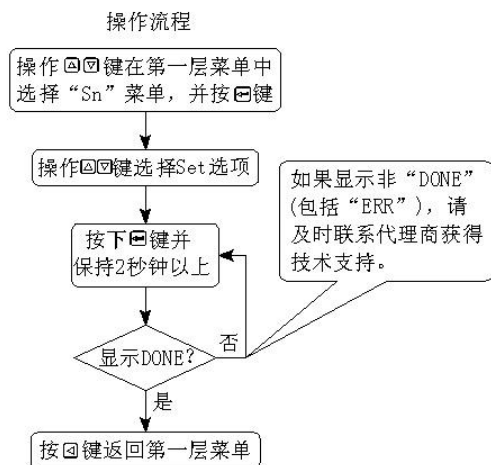 操作流程
操作△▽键在第一层菜单中
选择“Sn”菜单，并按↵键
操作△▽键选择Set选项
按下↵键并
保持2秒钟以上
如果显示非“DONE”
(包括“ERR”)，请
及时联系代理商获得
技术支持。
否
显示DONE？
是
按◁键返回第一层菜单